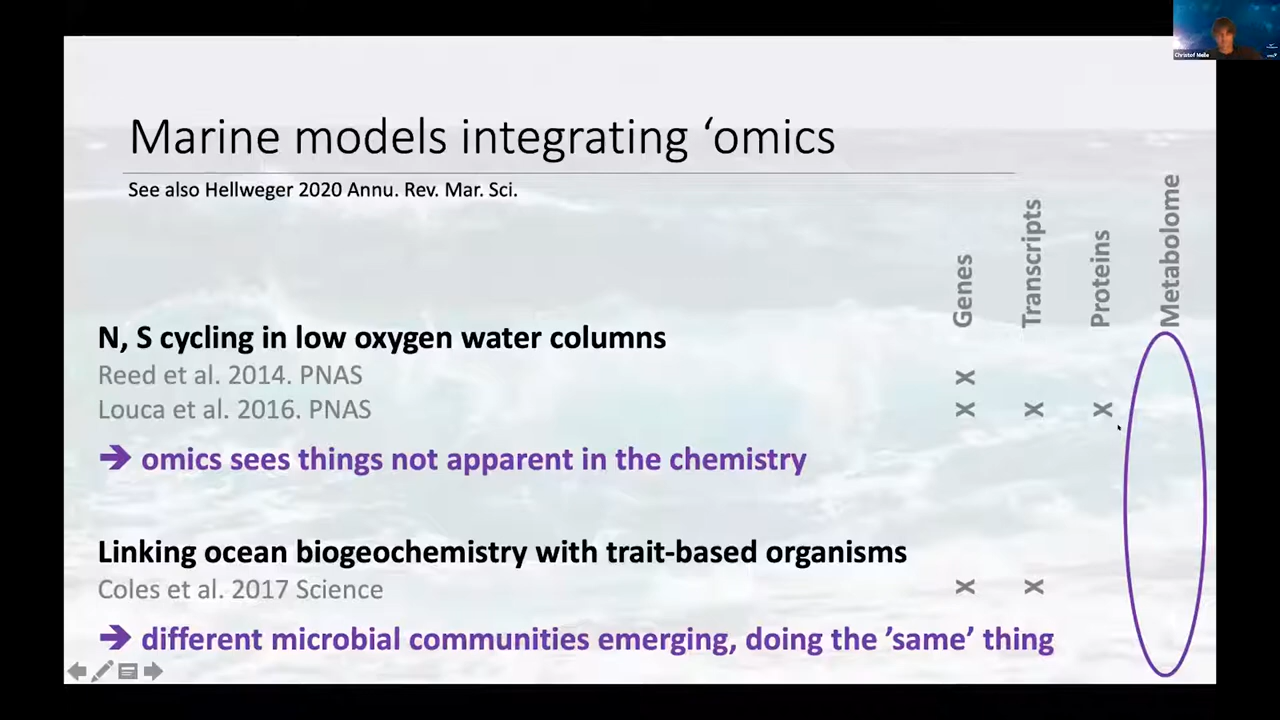 Marine models integrating ‘omics
See also Hellweger 2020 Annu. Rev. Mar. Sci.
Genes
Transcripts
Proteins
Metabolome
N, S cycling in low oxygen water columns
Reed et al. 2014. PNAS X
Louca et al. 2016. PNAS X X X
➔ omics sees things not apparent in the chemistry
Linking ocean biogeochemistry with trait-based organisms
Coles et al. 2017 Science X X
➔ different microbial communities emerging, doing the ’same’ thing